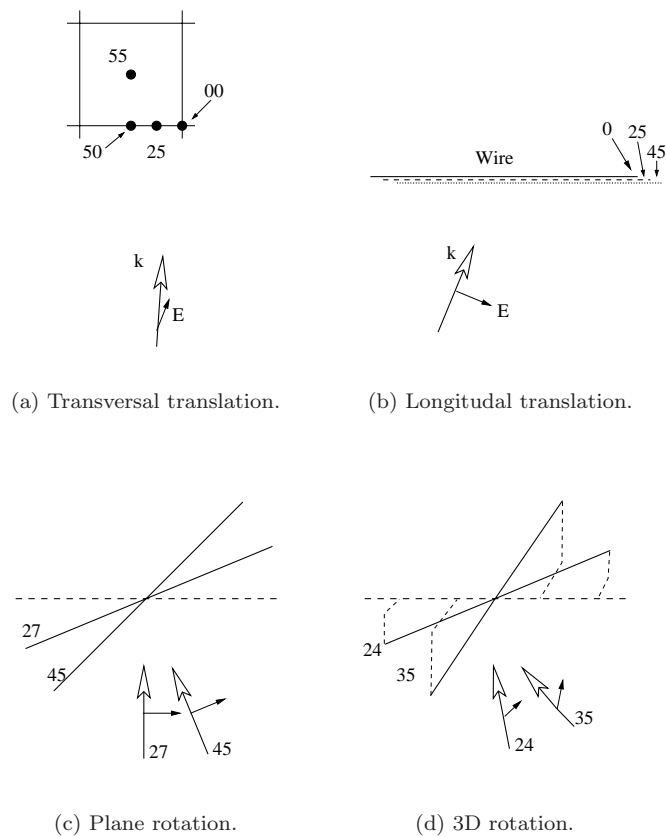 55
00
50
25
k
E
(a) Transversal translation.
0
25
45
Wire
k
E
(b) Longitudal translation.
27
45
27
45
(c) Plane rotation.
24
35
24
35
(d) 3D rotation.